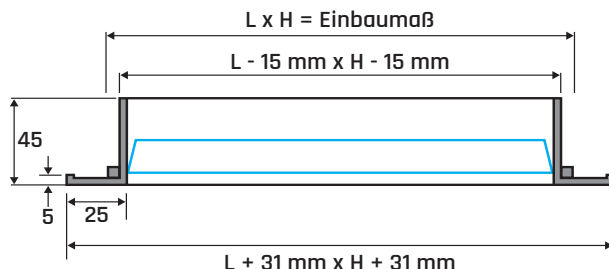 L x H = Einbaumaß
L - 15 mm x H - 15 mm
45
5
25
L + 31 mm x H + 31 mm